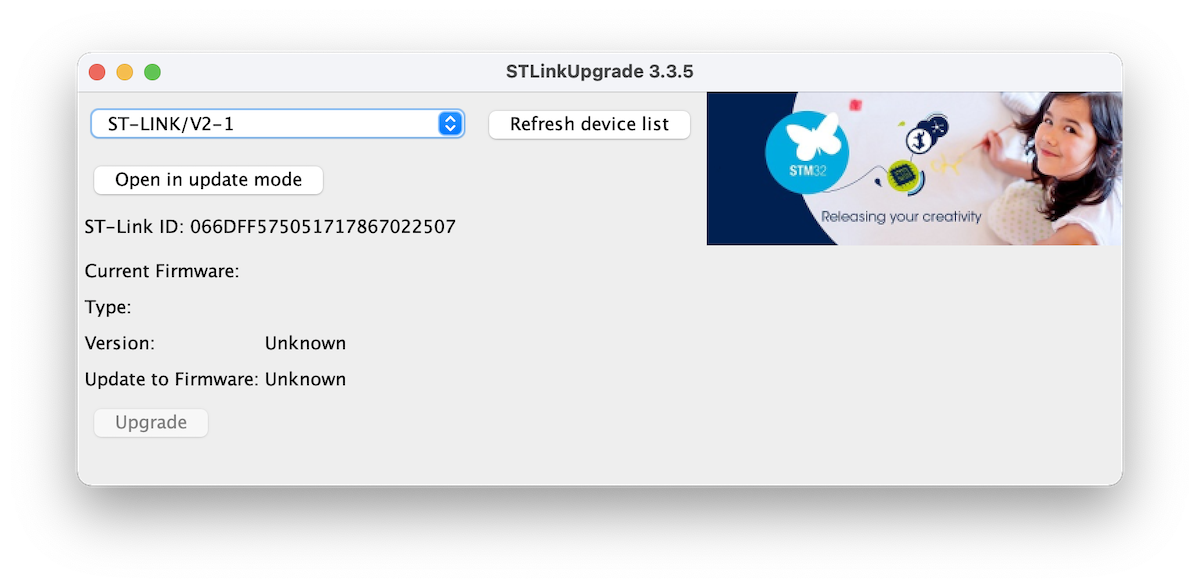 STLinkUpgrade 3.3.5
ST-LINK/V2-1
Refresh device list
Open in update mode
ST-Link ID: 066DFF575051717867022507
Current Firmware:
Type:
Version: Unknown
Update to Firmware: Unknown
Upgrade
STM32
Releasing your creativity